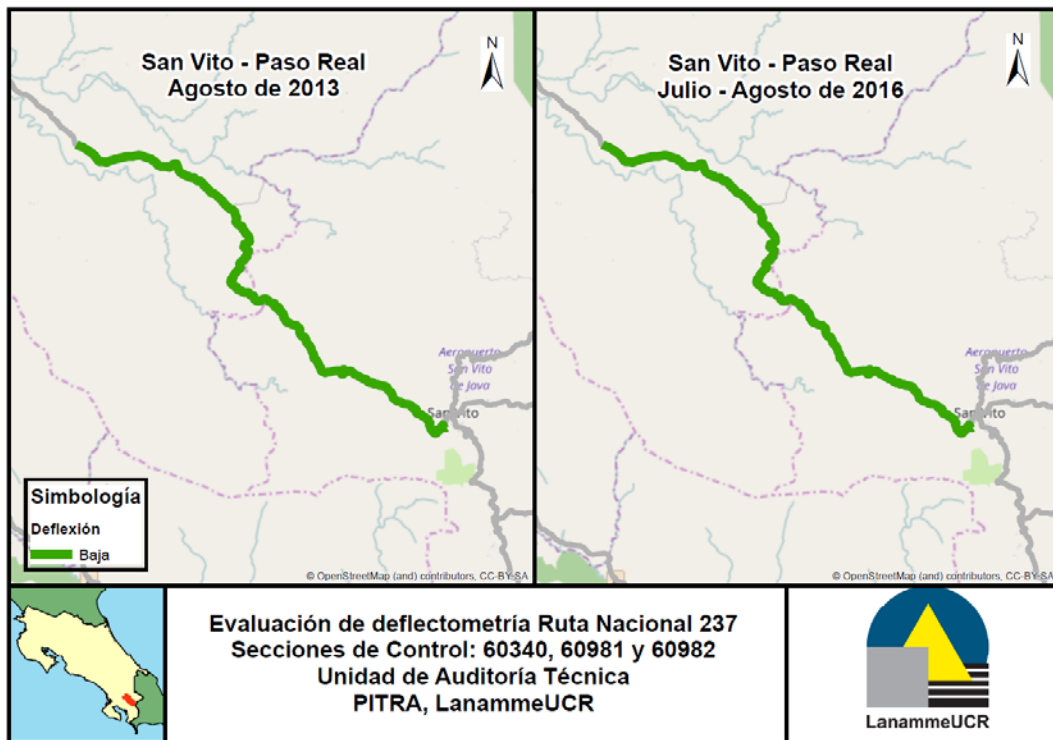 San Vito - Paso Real
Agosto de 2013
N
Aeropuerto
San Vito
de Java
San Vito
Simbología
Deflexión
Baja
© OpenStreetMap (and) contributors, CC-BY-SA
San Vito - Paso Real
Julio - Agosto de 2016
N
Aeropuerto
San Vito
de Java
San Vito
© OpenStreetMap (and) contributors, CC-BY-SA
Evaluación de deflectometría Ruta Nacional 237
Secciones de Control: 60340, 60981 y 60982
Unidad de Auditoría Técnica
PITRA, LanammeUCR
LanammeUCR